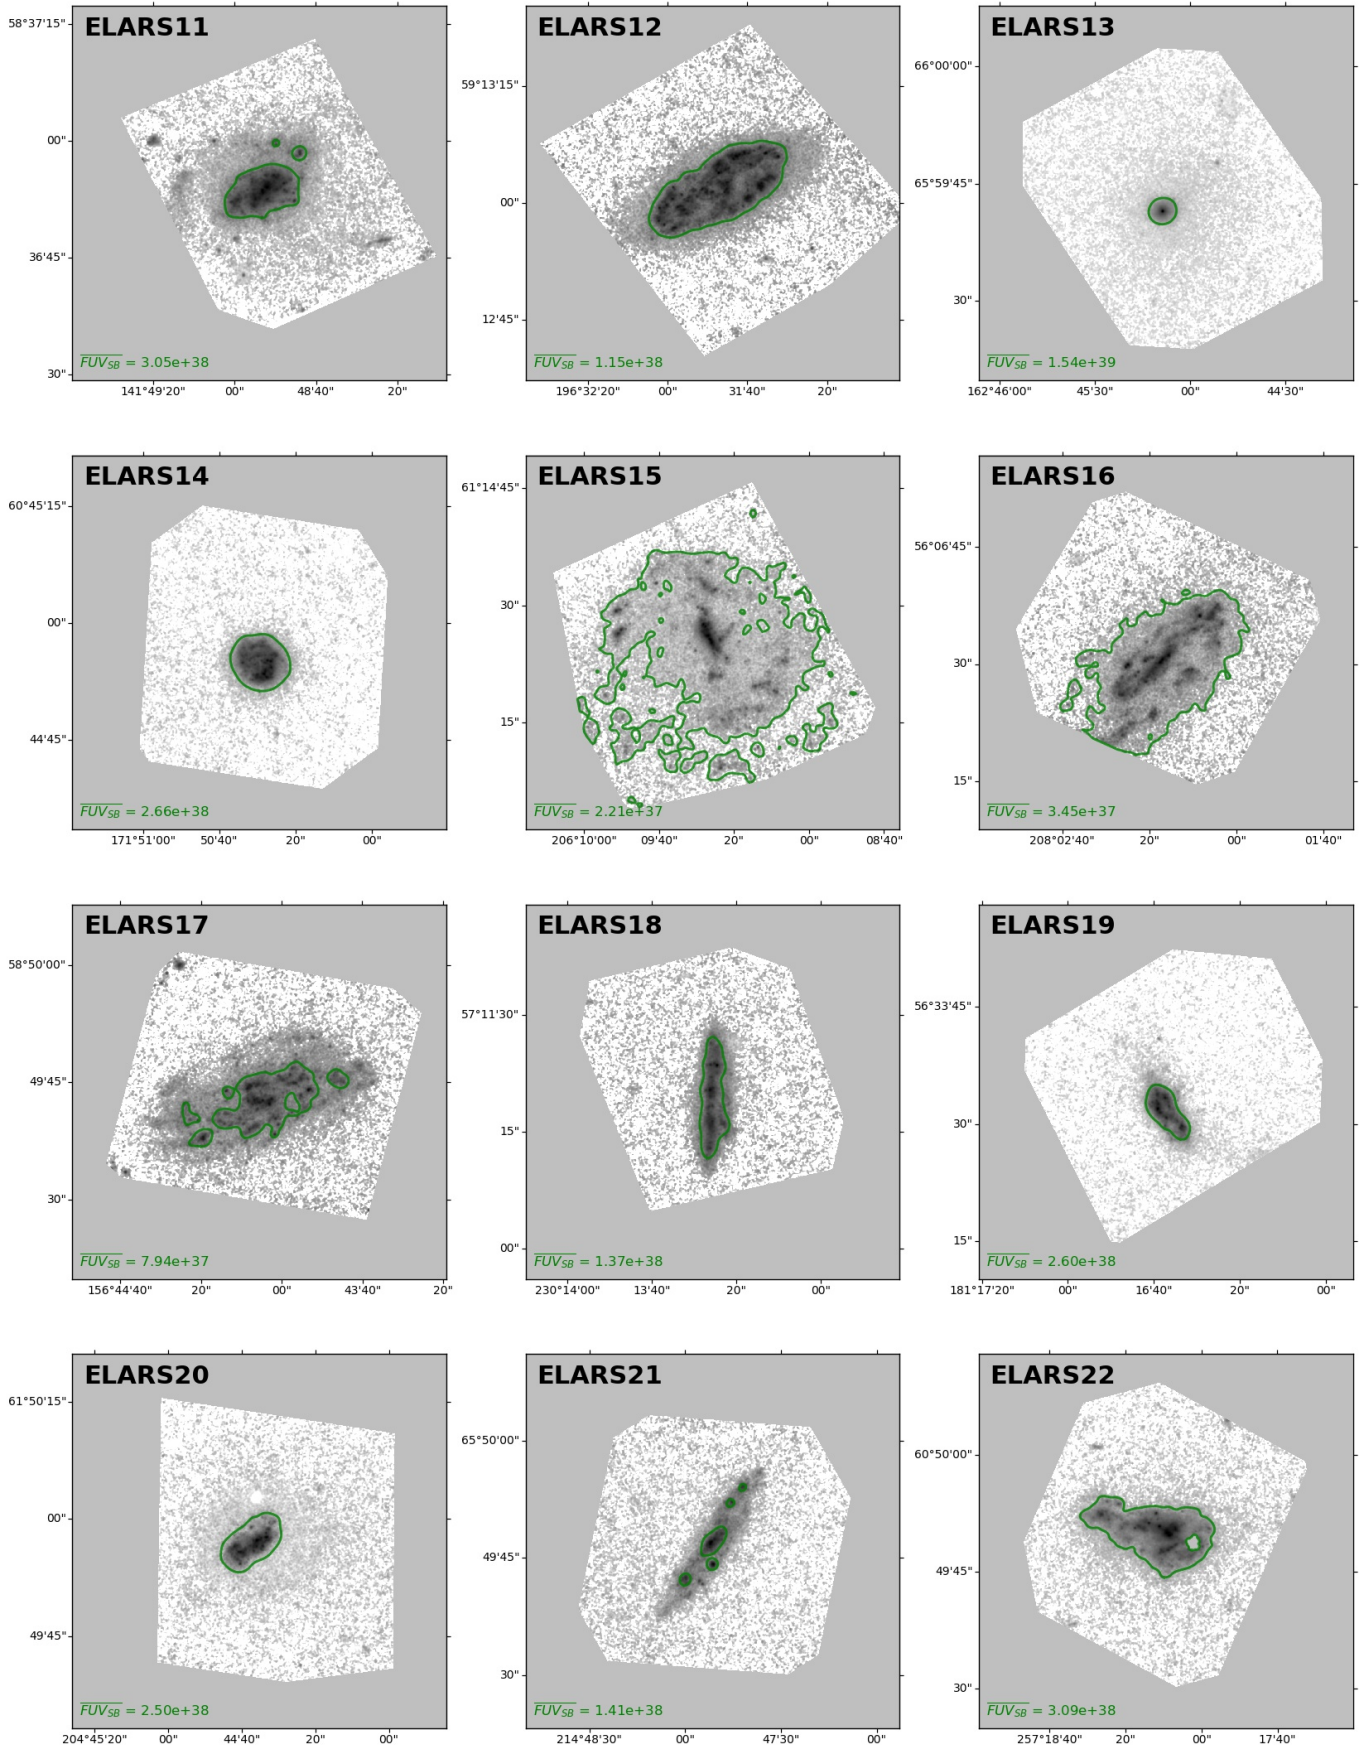 ELARS11
58°37'15"
00"
36'45"
30"
FUV_SB = 3.05e+38
141°49'20" 00" 48'40" 20"
ELARS12
59°13'15"
00"
12'45"
FUV_SB = 1.15e+38
196°32'20" 00" 31'40" 20"
ELARS13
66°00'00"
65°59'45"
30"
FUV_SB = 1.54e+39
162°46'00" 45'30" 00" 44'30"
ELARS14
60°45'15"
00"
44'45"
FUV_SB = 2.66e+38
171°51'00" 50'40" 20" 00"
ELARS15
61°14'45"
30"
15"
FUV_SB = 2.21e+37
206°10'00" 09'40" 20" 00" 08'40"
ELARS16
56°06'45"
30"
15"
FUV_SB = 3.45e+37
208°02'40" 20" 00" 01'40"
ELARS17
58°50'00"
49'45"
30"
FUV_SB = 7.94e+37
156°44'40" 20" 00" 43'40" 20"
ELARS18
57°11'30"
15"
00"
FUV_SB = 1.37e+38
230°14'00" 13'40" 20" 00"
ELARS19
56°33'45"
30"
15"
FUV_SB = 2.60e+38
181°17'20" 00" 16'40" 20" 00"
ELARS20
61°50'15"
00"
49'45"
FUV_SB = 2.50e+38
204°45'20" 00" 44'40" 20" 00"
ELARS21
65°50'00"
49'45"
30"
FUV_SB = 1.41e+38
214°48'30" 00" 47'30" 00"
ELARS22
60°50'00"
49'45"
30"
FUV_SB = 3.09e+38
257°18'40" 20" 00" 17'40"